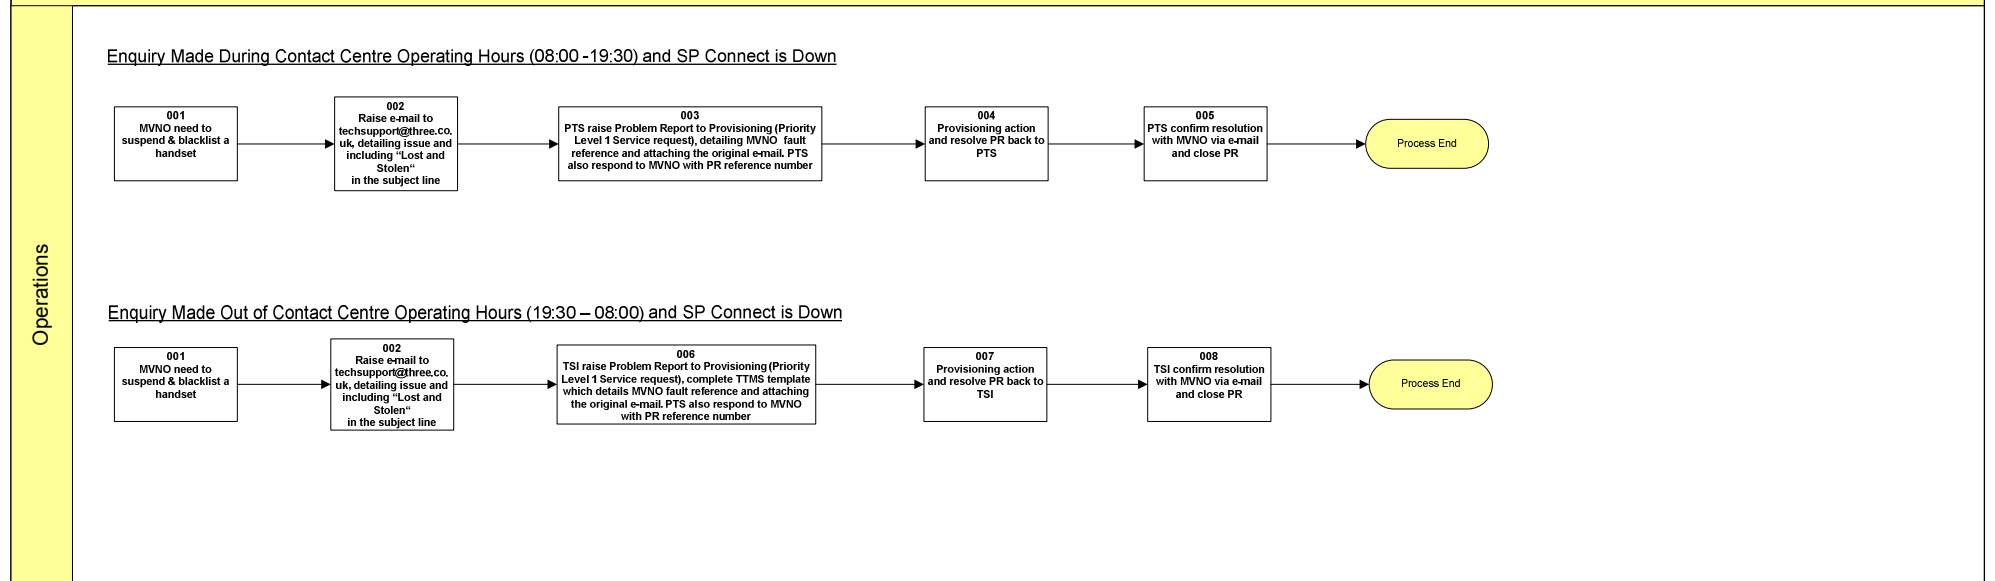 Operations
Enquiry Made During Contact Centre Operating Hours (08:00 -19:30) and SP Connect is Down
001
MVNO need to
suspend & blacklist a
handset
002
Raise e-mail to
techsupport@three.co.
uk, detailing issue and
including “Lost and
Stolen“
in the subject line
003
PTS raise Problem Report to Provisioning (Priority
Level 1 Service request), detailing MVNO fault
reference and attaching the original e-mail. PTS
also respond to MVNO with PR reference number
004
Provisioning action
and resolve PR back to
PTS
005
PTS confirm resolution
with MVNO via e-mail
and close PR
Process End
Enquiry Made Out of Contact Centre Operating Hours (19:30 – 08:00) and SP Connect is Down
001
MVNO need to
suspend & blacklist a
handset
002
Raise e-mail to
techsupport@three.co.
uk, detailing issue and
including “Lost and
Stolen“
in the subject line
006
TSI raise Problem Report to Provisioning (Priority
Level 1 Service request), complete TTMS template
which details MVNO fault reference and attaching
the original e-mail. PTS also respond to MVNO
with PR reference number
007
Provisioning action
and resolve PR back to
TSI
008
TSI confirm resolution
with MVNO via e-mail
and close PR
Process End